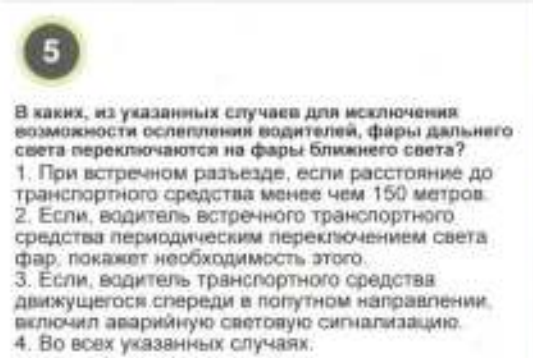 5
В каких, из указанных случаев для исключения
возможности ослепления водителей, фары дальнего
света переключаются на фары ближнего света?
1. При встречном разъезде, если расстояние до
транспортного средства менее чем 150 метров.
2. Если, водитель встречного транспортного
средства периодическим переключением света
фар, покажет необходимость этого.
3. Если, водитель транспортного средства
движущегося спереди в попутном направлении,
включил аварийную световую сигнализацию.
4. Во всех указанных случаях.